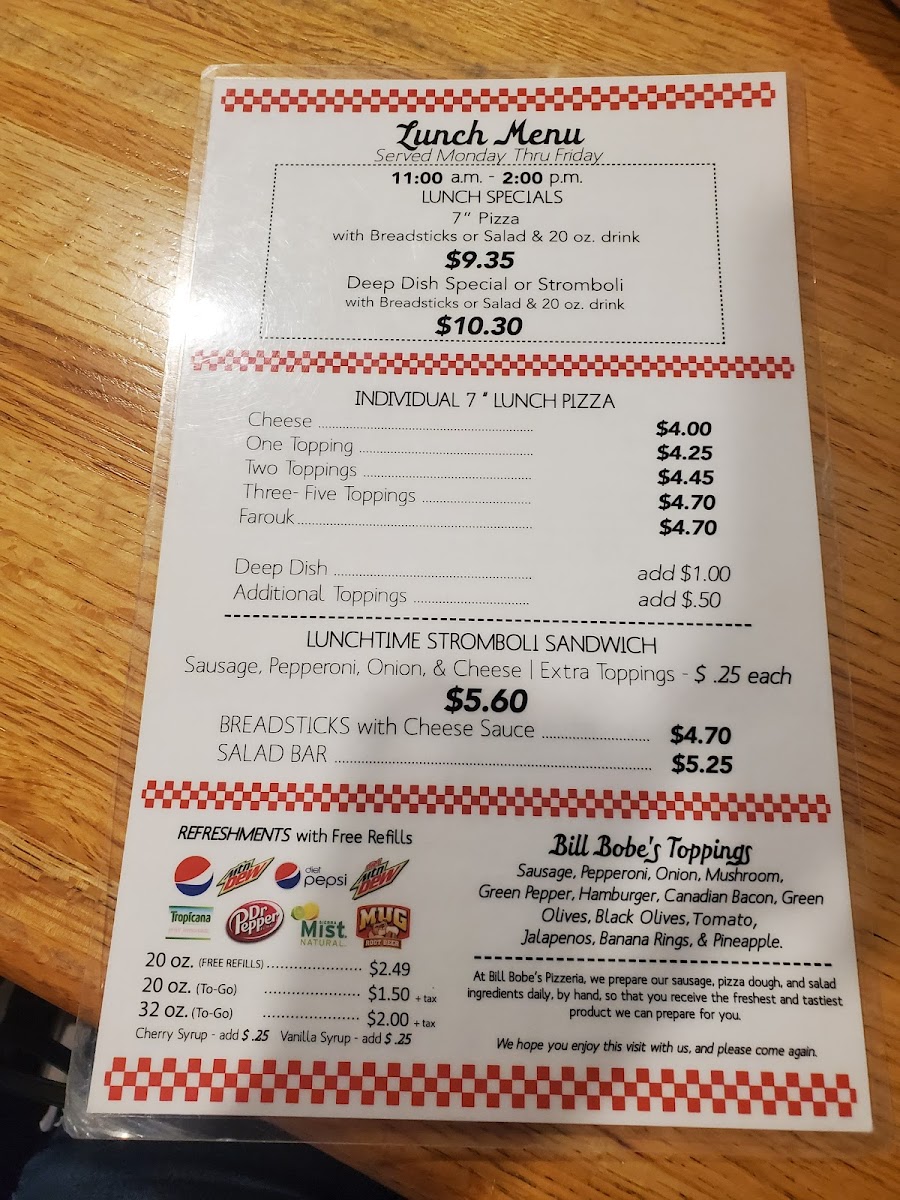 Lunch Menu
Served Monday Thru Friday
11:00 a.m. - 2:00 p.m.
LUNCH SPECIALS
7" Pizza
with Breadsticks or Salad & 20 oz. drink
$9.35
Deep Dish Special or Stromboli
with Breadsticks or Salad & 20 oz. drink
$10.30
INDIVIDUAL 7 " LUNCH PIZZA
Cheese ........ $4.00
One Topping ........ $4.25
Two Toppings ........ $4.45
Three- Five Toppings ........ $4.70
Farouk ........ $4.70
Deep Dish ........ add $1.00
Additional Toppings ........ add $.50
LUNCHTIME STROMBOLI SANDWICH
Sausage, Pepperoni, Onion, & Cheese | Extra Toppings - $ .25 each
$5.60
BREADSTICKS with Cheese Sauce ........ $4.70
SALAD BAR ........ $5.25
REFRESHMENTS with Free Refills
Mtn DEW
diet pepsi
diet Mtn DEW
Tropicana
Dr Pepper
SIERRA Mist NATURAL
MUG ROOT BEER
20 oz. (FREE REFILLS) ........ $2.49
20 oz. (To-Go) ........ $1.50 + tax
32 oz. (To-Go) ........ $2.00 + tax
Cherry Syrup - add $ .25 Vanilla Syrup - add $ .25
Bill Bobe's Toppings
Sausage, Pepperoni, Onion, Mushroom,
Green Pepper, Hamburger, Canadian Bacon, Green
Olives, Black Olives, Tomato,
Jalapenos, Banana Rings, & Pineapple.
At Bill Bobe's Pizzeria, we prepare our sausage, pizza dough, and salad
ingredients daily, by hand, so that you receive the freshest and tastiest
product we can prepare for you.
We hope you enjoy this visit with us, and please come again.